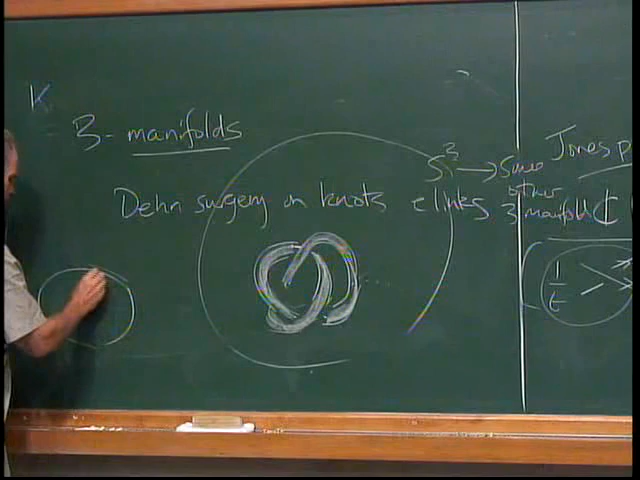 K
3-manifolds
S³ → Some
other
3 manifold
Dehn surgery on knots & links
Jones P
1/t